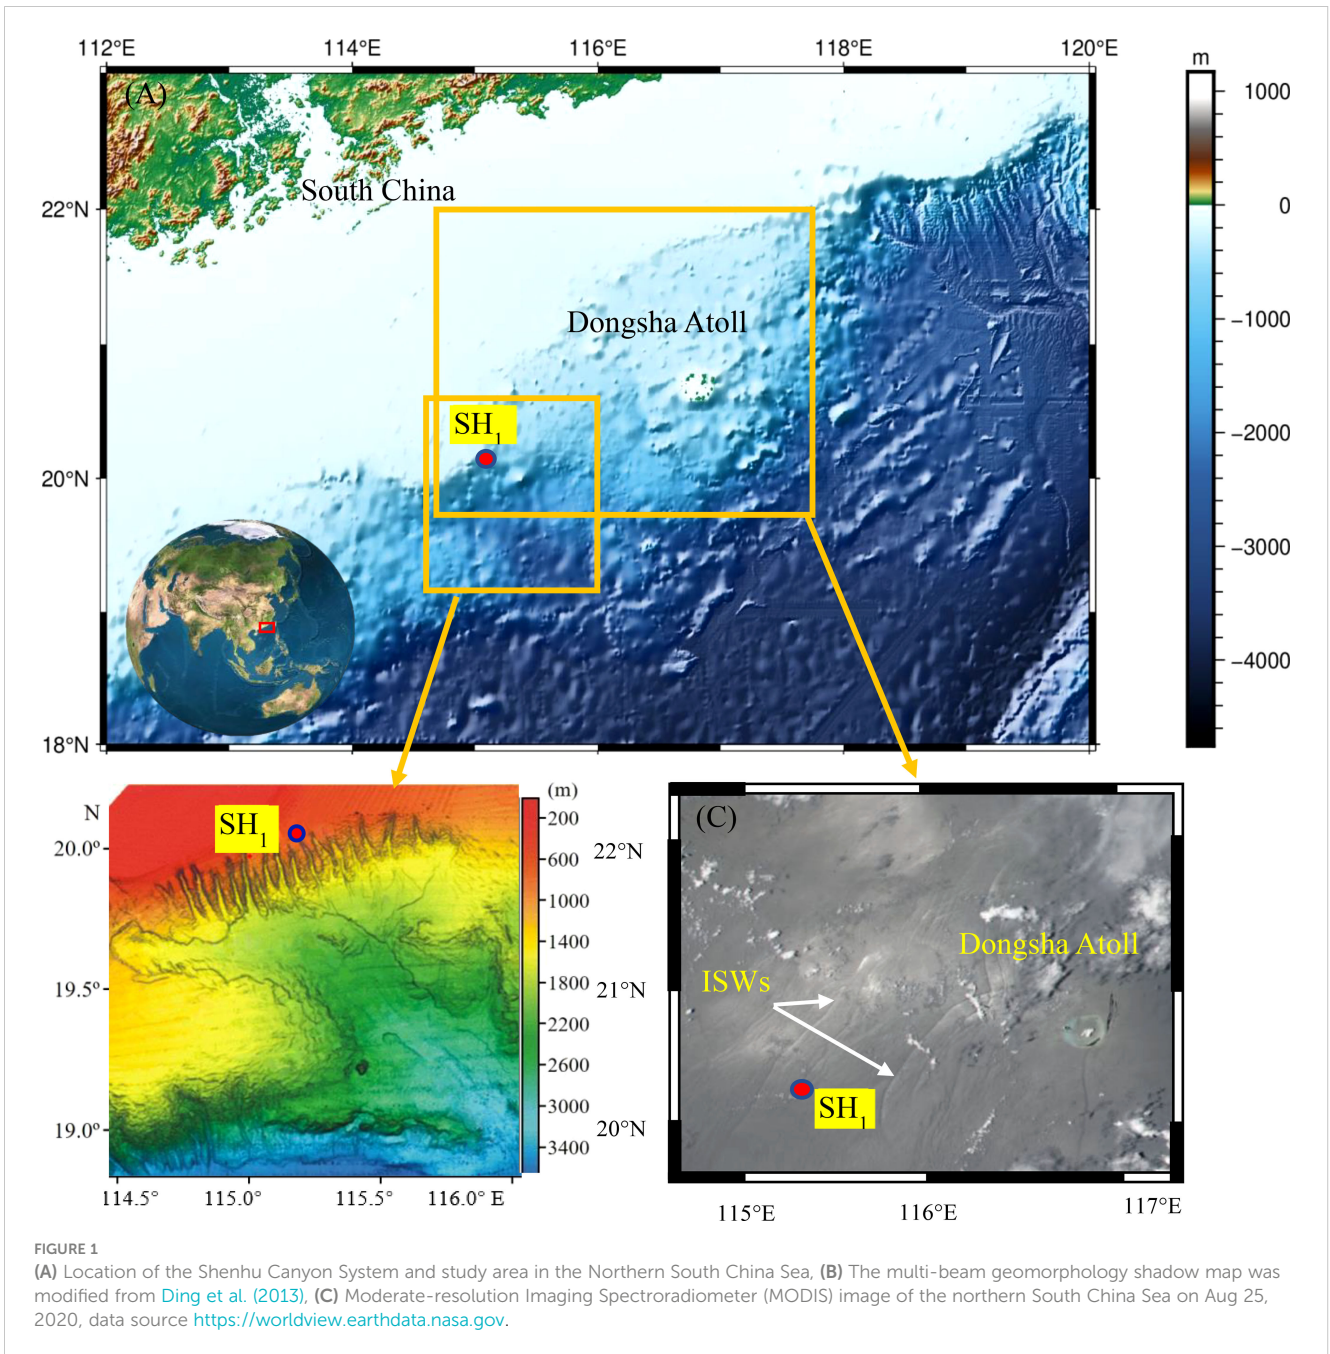 112°E 114°E 116°E 118°E 120°E
m
(A)
1000
South China
22°N
0
Dongsha Atoll
−1000
SH1
−2000
20°N
−3000
−4000
18°N
N
(m)
SH1
200
20.0°
600
1000
1400
1800
19.5°
2200
2600
3000
19.0°
3400
114.5° 115.0° 115.5° 116.0° E
(C)
22°N
Dongsha Atoll
ISWs
21°N
SH1
20°N
115°E 116°E 117°E
FIGURE 1
(A) Location of the Shenhu Canyon System and study area in the Northern South China Sea, (B) The multi-beam geomorphology shadow map was
modified from Ding et al. (2013), (C) Moderate-resolution Imaging Spectroradiometer (MODIS) image of the northern South China Sea on Aug 25,
2020, data source https://worldview.earthdata.nasa.gov.